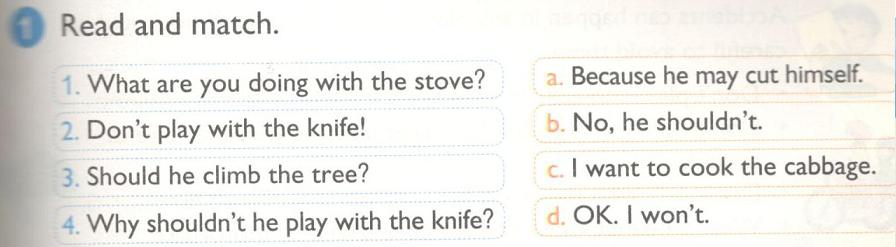 1 Read and match.
1. What are you doing with the stove?
a. Because he may cut himself.
2. Don't play with the knife!
b. No, he shouldn't.
3. Should he climb the tree?
c. I want to cook the cabbage.
4. Why shouldn't he play with the knife?
d. OK. I won't.